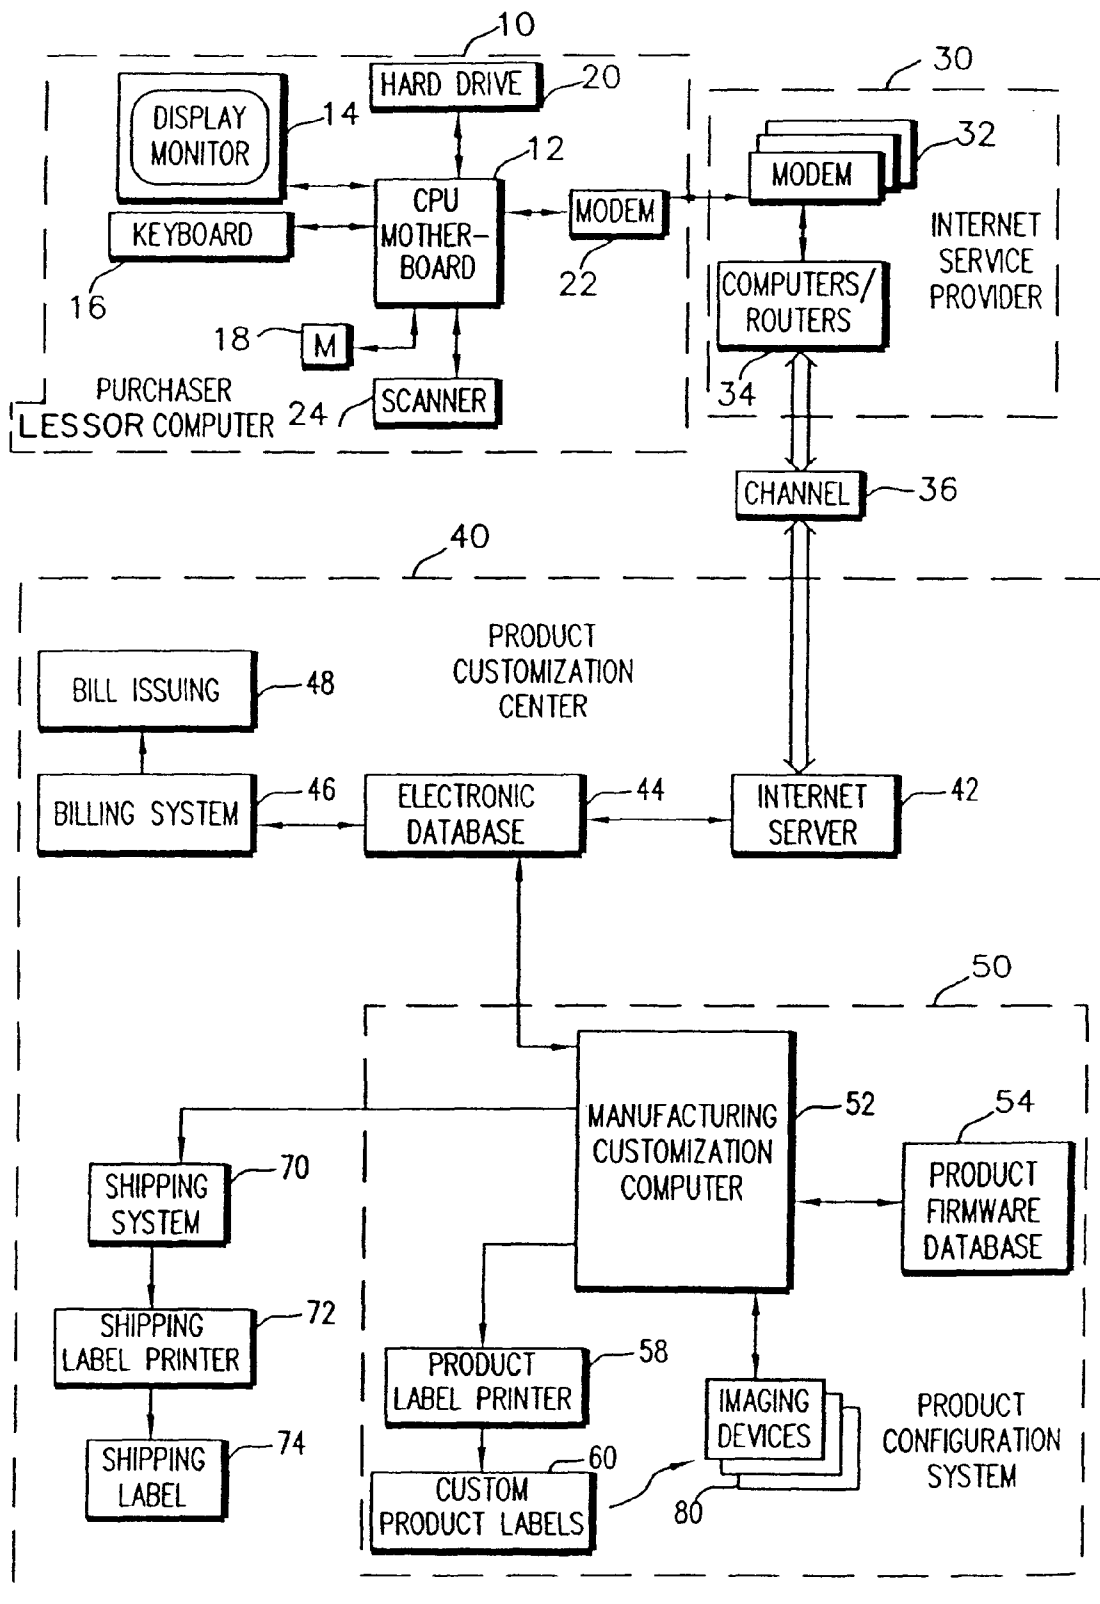 10
HARD DRIVE
20
30
DISPLAY
MONITOR
14
12
32
MODEM
CPU
MOTHER-
BOARD
MODEM
22
KEYBOARD
16
INTERNET
SERVICE
PROVIDER
COMPUTERS/
ROUTERS
34
18
M
PURCHASER
LESSOR COMPUTER
24
SCANNER
CHANNEL
36
40
PRODUCT
CUSTOMIZATION
CENTER
BILL ISSUING
48
BILLING SYSTEM
46
ELECTRONIC
DATABASE
44
INTERNET
SERVER
42
50
MANUFACTURING
CUSTOMIZATION
COMPUTER
52
54
PRODUCT
FIRMWARE
DATABASE
SHIPPING
SYSTEM
70
SHIPPING
LABEL PRINTER
72
PRODUCT
LABEL PRINTER
58
IMAGING
DEVICES
80
PRODUCT
CONFIGURATION
SYSTEM
SHIPPING
LABEL
74
60
CUSTOM
PRODUCT LABELS